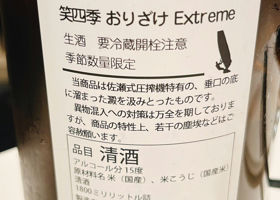 笑四季 おりざけ Extreme
生酒　要冷蔵開栓注意
季節数量限定
当商品は佐瀬式圧搾機特有の、垂口の底
に溜まった澱を汲みとったものです。
異物混入への対策は万全を期しております
が、商品の特性上、若干の塵埃などはご
容赦願います。
品目 清酒
アルコール分 15度
原材料名 米（国産）、米こうじ（国産米）
清酒
1800ミリリットル詰